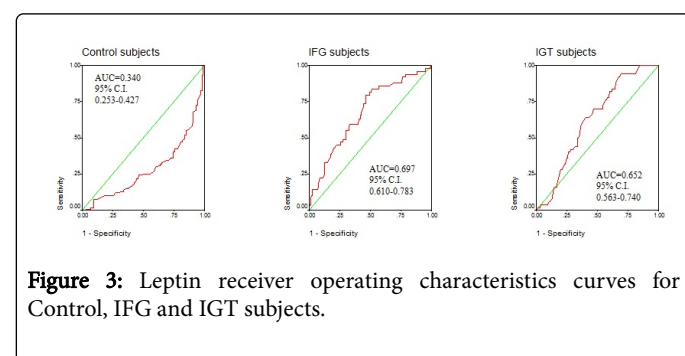 Control subjects
IFG subjects
IGT subjects
1.00
.75
.50
.25
0.00
AUC=0.340
95% C.I.
0.253-0.427
Sensitivity
0.00 .25 .50 .75 1.00
1 - Specificity
1.00
.75
.50
.25
0.00
AUC=0.697
95% C.I.
0.610-0.783
Sensitivity
0.00 .25 .50 .75 1.00
1 - Specificity
1.00
.75
.50
.25
0.00
AUC=0.652
95% C.I.
0.563-0.740
Sensitivity
0.00 .25 .50 .75 1.00
1 - Specificity
Figure 3: Leptin receiver operating characteristics curves for
Control, IFG and IGT subjects.